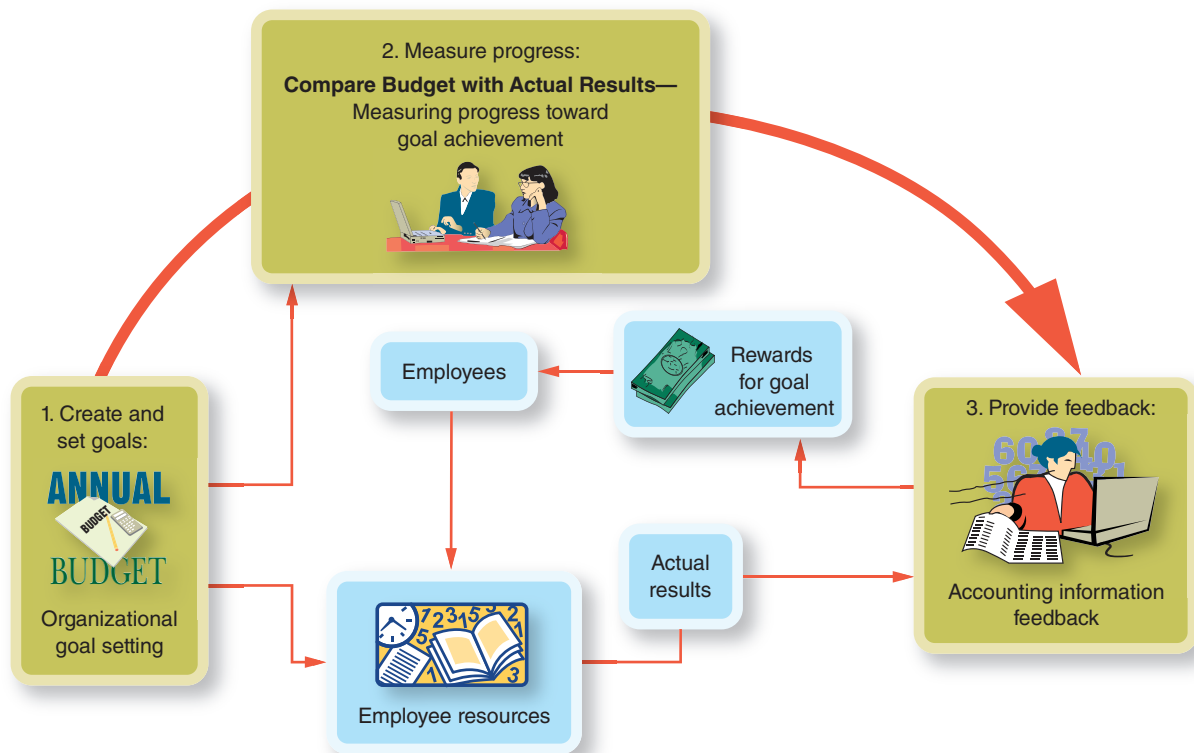 2. Measure progress:
Compare Budget with Actual Results—
Measuring progress toward
goal achievement
1. Create and
set goals:
ANNUAL
BUDGET
BUDGET
Organizational
goal setting
Employees
Rewards
for goal
achievement
3. Provide feedback:
Accounting information
feedback
Actual
results
Employee resources